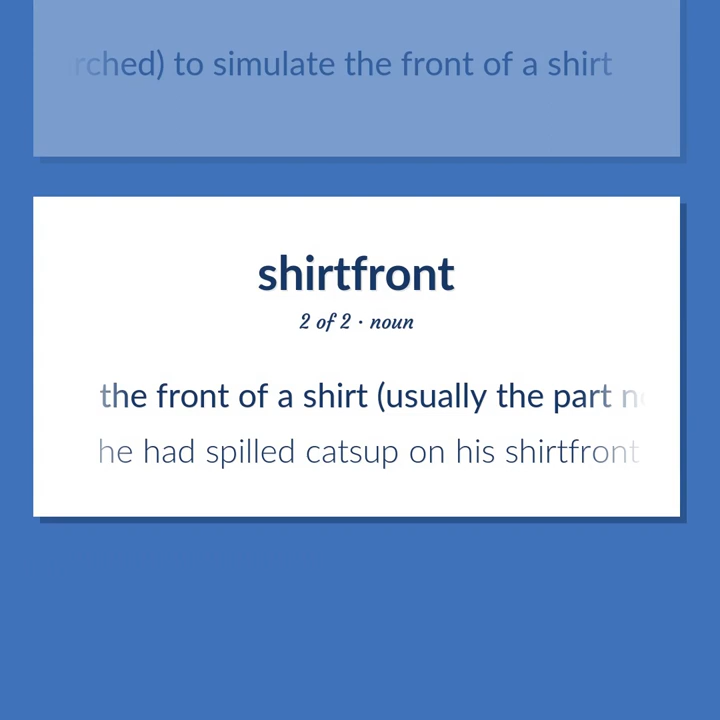 to simulate the front of a shirt
shirtfront
2 of 2 · noun
the front of a shirt (usually the part
he had spilled catsup on his shirtfront